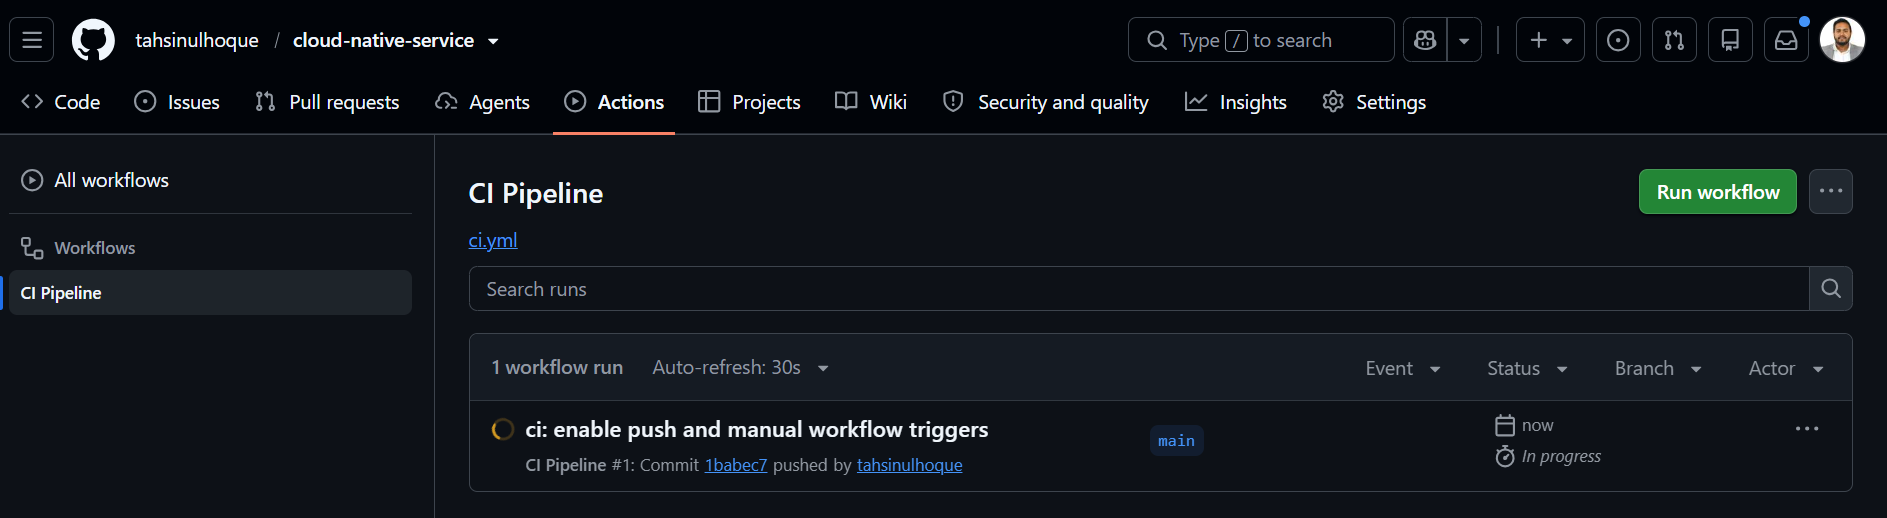 tahsinulhoque / cloud-native-service
Type / to search
Code Issues Pull requests Agents Actions Projects Wiki Security and quality Insights Settings
All workflows
Workflows
CI Pipeline
CI Pipeline
Run workflow
ci.yml
Search runs
1 workflow run Auto-refresh: 30s Event Status Branch Actor
ci: enable push and manual workflow triggers
CI Pipeline #1: Commit 1babec7 pushed by tahsinulhoque
main
now
In progress